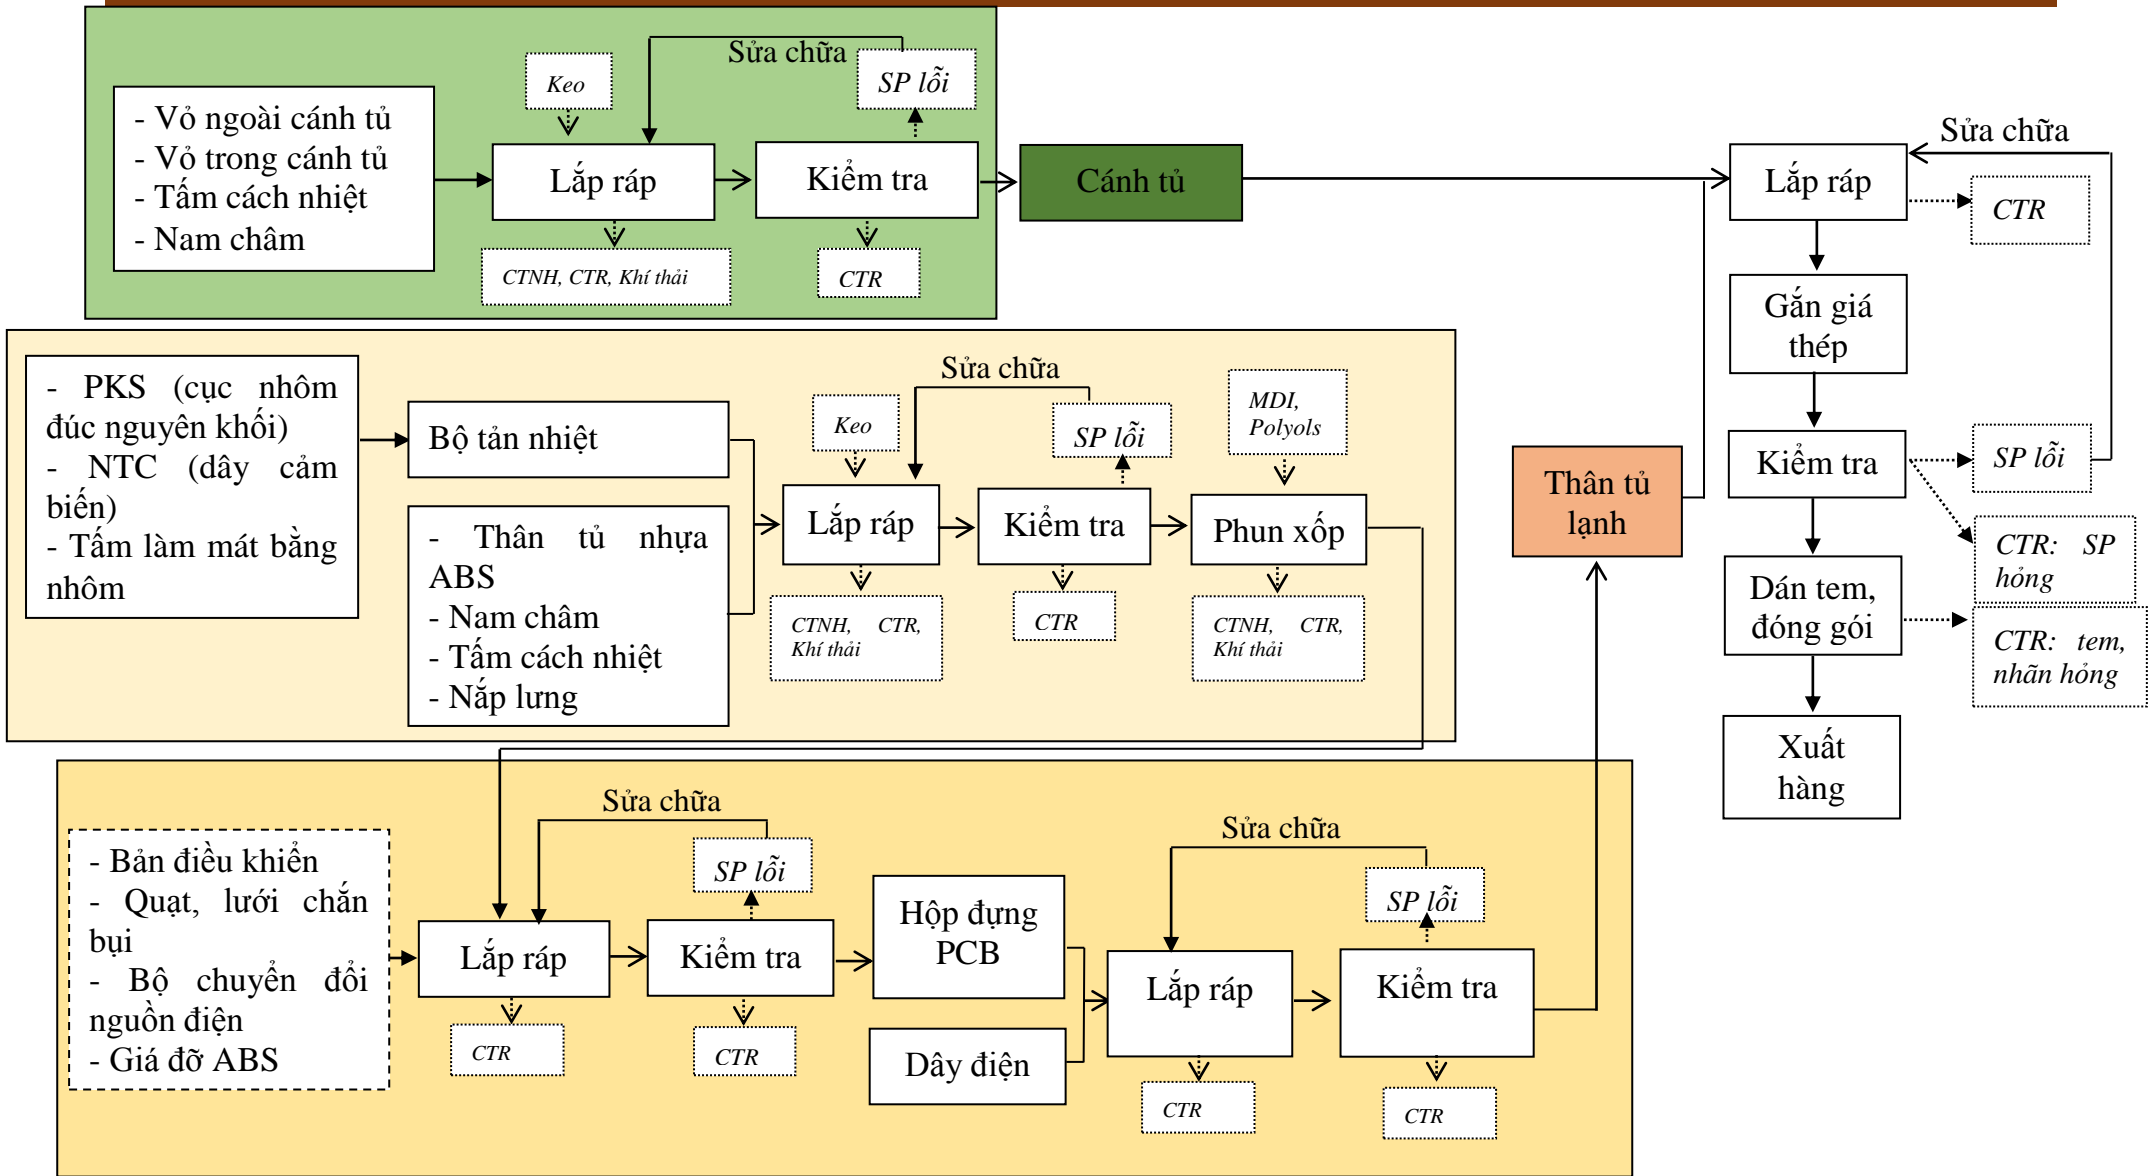 Sửa chữa
Keo
SP lỗi
- Vỏ ngoài cánh tủ
- Vỏ trong cánh tủ
- Tấm cách nhiệt
- Nam châm
Lắp ráp
Kiểm tra
CTNH, CTR, Khí thải
CTR
Cánh tủ
Sửa chữa
Lắp ráp
CTR
Gắn giá
thép
Kiểm tra
SP lỗi
CTR: SP
hỏng
Dán tem,
đóng gói
CTR: tem,
nhãn hỏng
Xuất
hàng
- PKS (cục nhôm
đúc nguyên khối)
- NTC (dây cảm
biến)
- Tấm làm mát bằng
nhôm
Bộ tản nhiệt
- Thân tủ nhựa
ABS
- Nam châm
- Tấm cách nhiệt
- Nắp lưng
Sửa chữa
Keo
SP lỗi
MDI,
Polyols
Lắp ráp
Kiểm tra
Phun xốp
CTNH, CTR,
Khí thải
CTR
CTNH, CTR,
Khí thải
Thân tủ
lạnh
- Bản điều khiển
- Quạt, lưới chắn
bụi
- Bộ chuyển đổi
nguồn điện
- Giá đỡ ABS
Sửa chữa
SP lỗi
Lắp ráp
Kiểm tra
CTR
CTR
Hộp đựng
PCB
Dây điện
Sửa chữa
SP lỗi
Lắp ráp
Kiểm tra
CTR
CTR